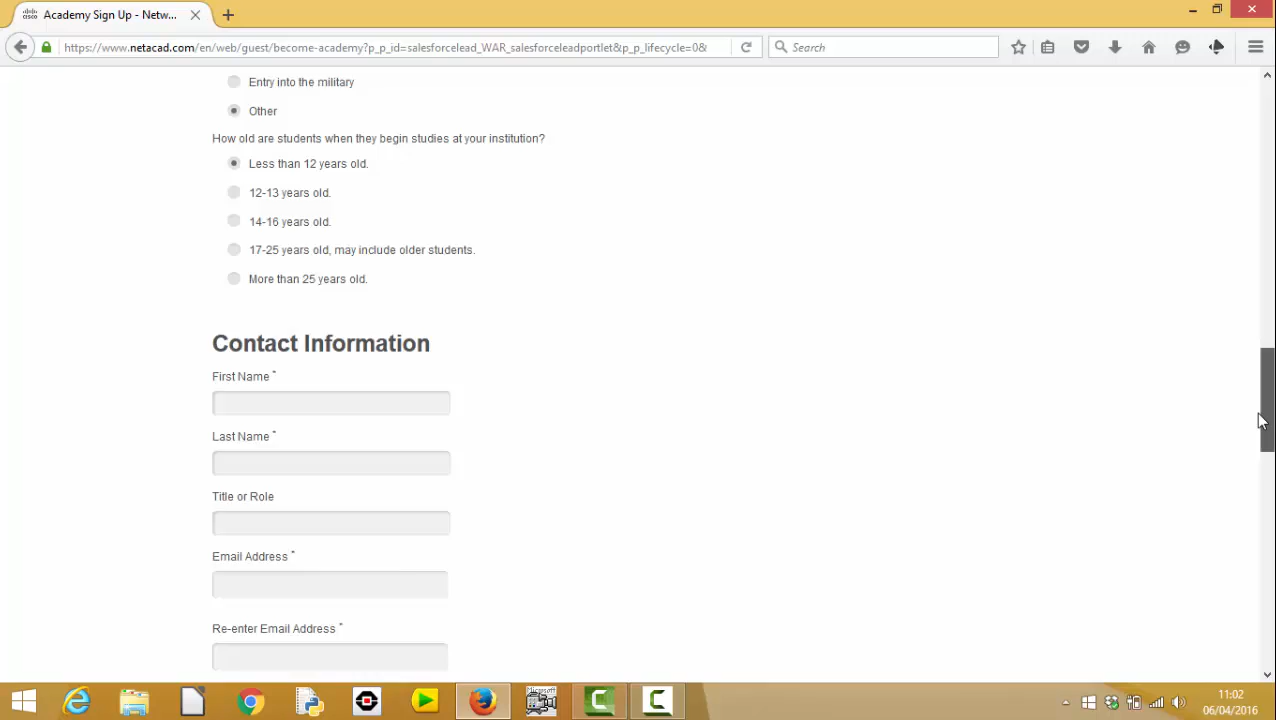 Academy Sign Up - Netw...
https://www.netacad.com/en/web/guest/become-academy?p_p_id=salesforcelead_WAR_salesforceleadportlet&p_p_lifecycle=0&
Search
Entry into the military
Other
How old are students when they begin studies at your institution?
Less than 12 years old.
12-13 years old.
14-16 years old.
17-25 years old, may include older students.
More than 25 years old.
Contact Information
First Name *
Last Name *
Title or Role
Email Address *
Re-enter Email Address *
11:02
06/04/2016